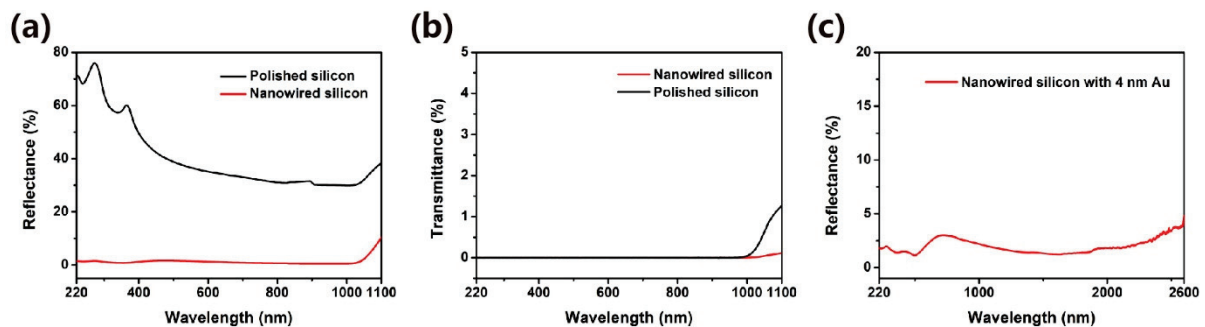 (a)
80
60
40
20
0
Reflectance (%)
Polished silicon
Nanowired silicon
220 400 600 800 1000 1100
Wavelength (nm)
(b)
5
4
3
2
1
0
Transmittance (%)
Nanowired silicon
Polished silicon
220 400 600 800 1000 1100
Wavelength (nm)
(c)
20
15
10
5
0
Reflectance (%)
Nanowired silicon with 4 nm Au
220 1000 2000 2600
Wavelength (nm)